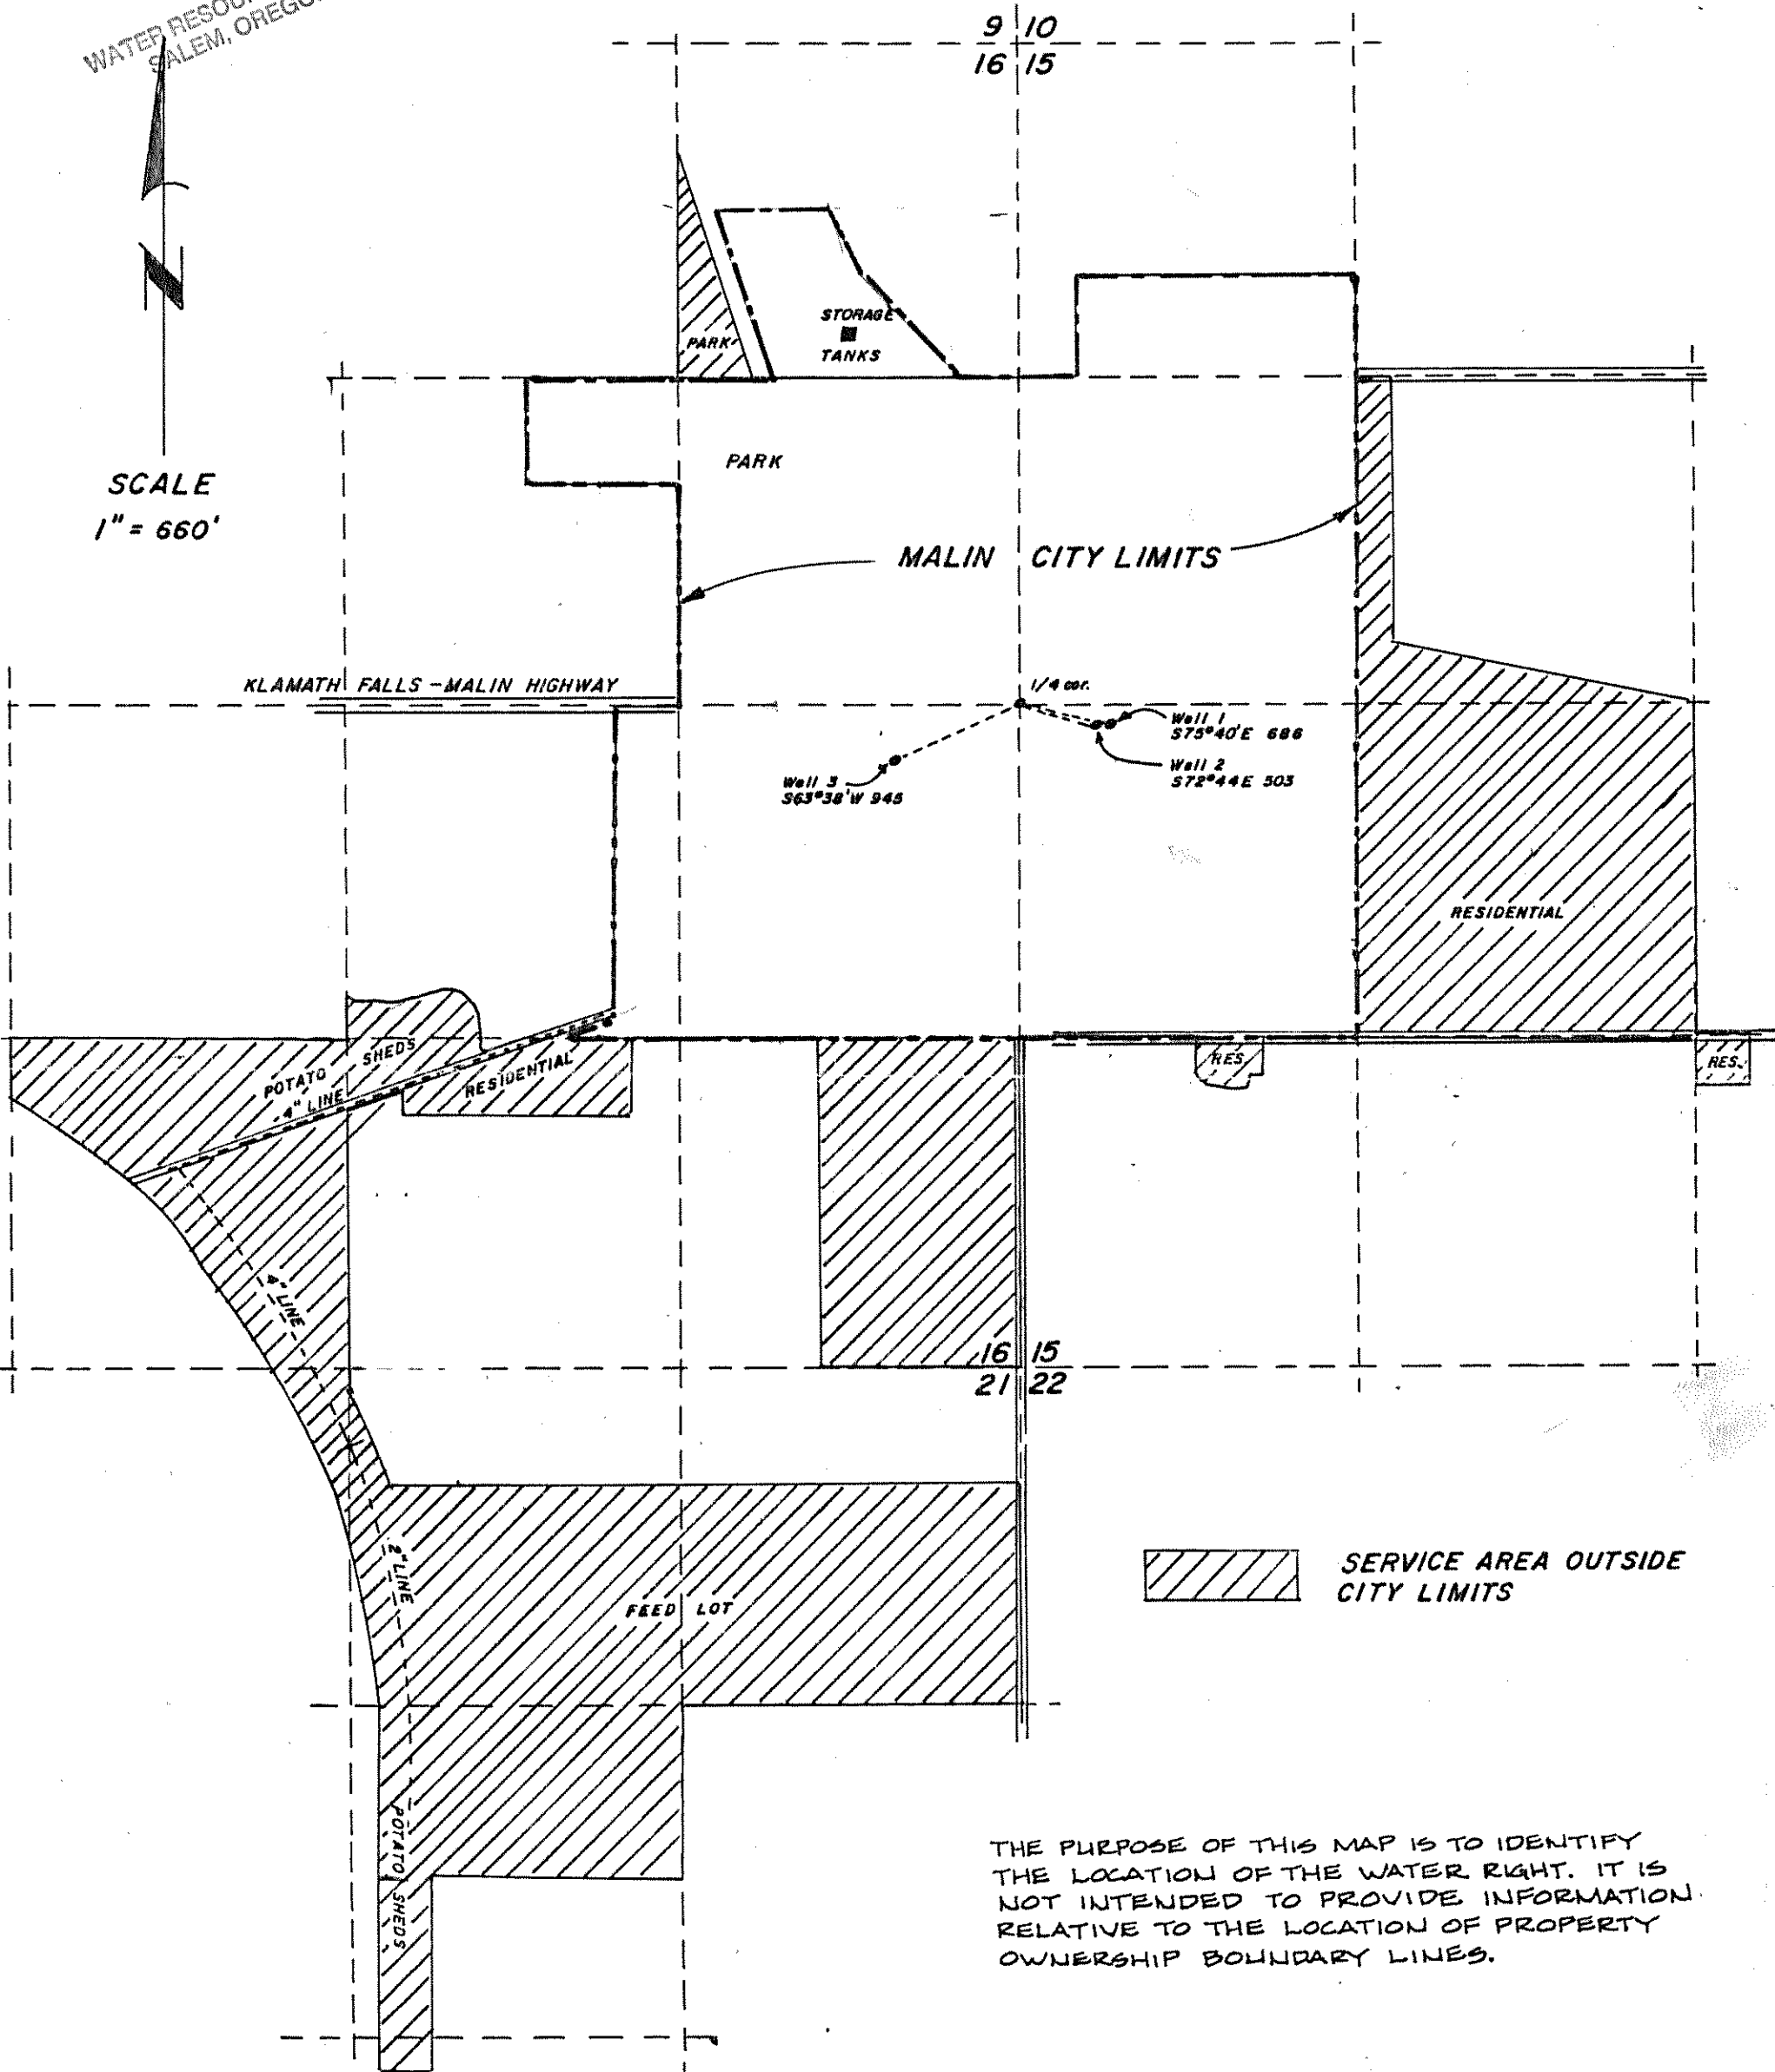 WATER RESOU
SALEM, OREGO
9 10
16 15
N
SCALE
1" = 660'
STORAGE
TANKS
PARK
PARK
MALIN CITY LIMITS
KLAMATH FALLS - MALIN HIGHWAY
1/4 cor.
Well 1
S75°40'E 686
Well 2
S72°44E 503
Well 3
S63°38'W 945
RESIDENTIAL
POTATO SHEDS
4" LINE
RESIDENTIAL
RES.
RES.
4" LINE
16 15
21 22
2" LINE
FEED LOT
SERVICE AREA OUTSIDE
CITY LIMITS
POTATO SHEDS
THE PURPOSE OF THIS MAP IS TO IDENTIFY
THE LOCATION OF THE WATER RIGHT. IT IS
NOT INTENDED TO PROVIDE INFORMATION
RELATIVE TO THE LOCATION OF PROPERTY
OWNERSHIP BOUNDARY LINES.